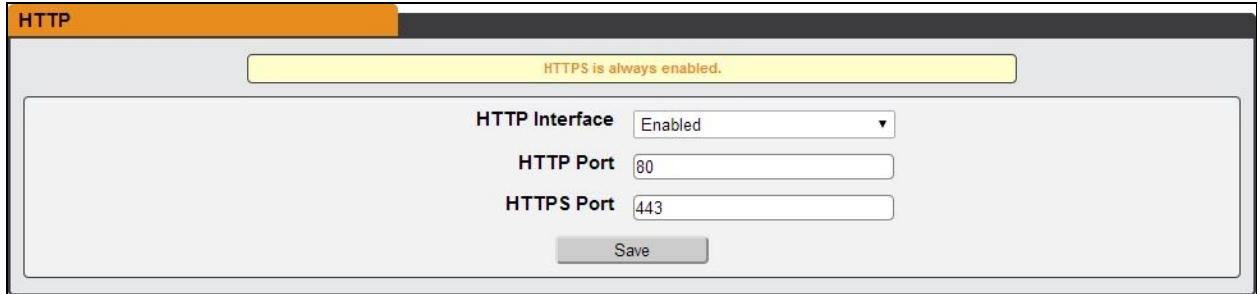 HTTP
HTTPS is always enabled.
HTTP Interface Enabled
HTTP Port 80
HTTPS Port 443
Save